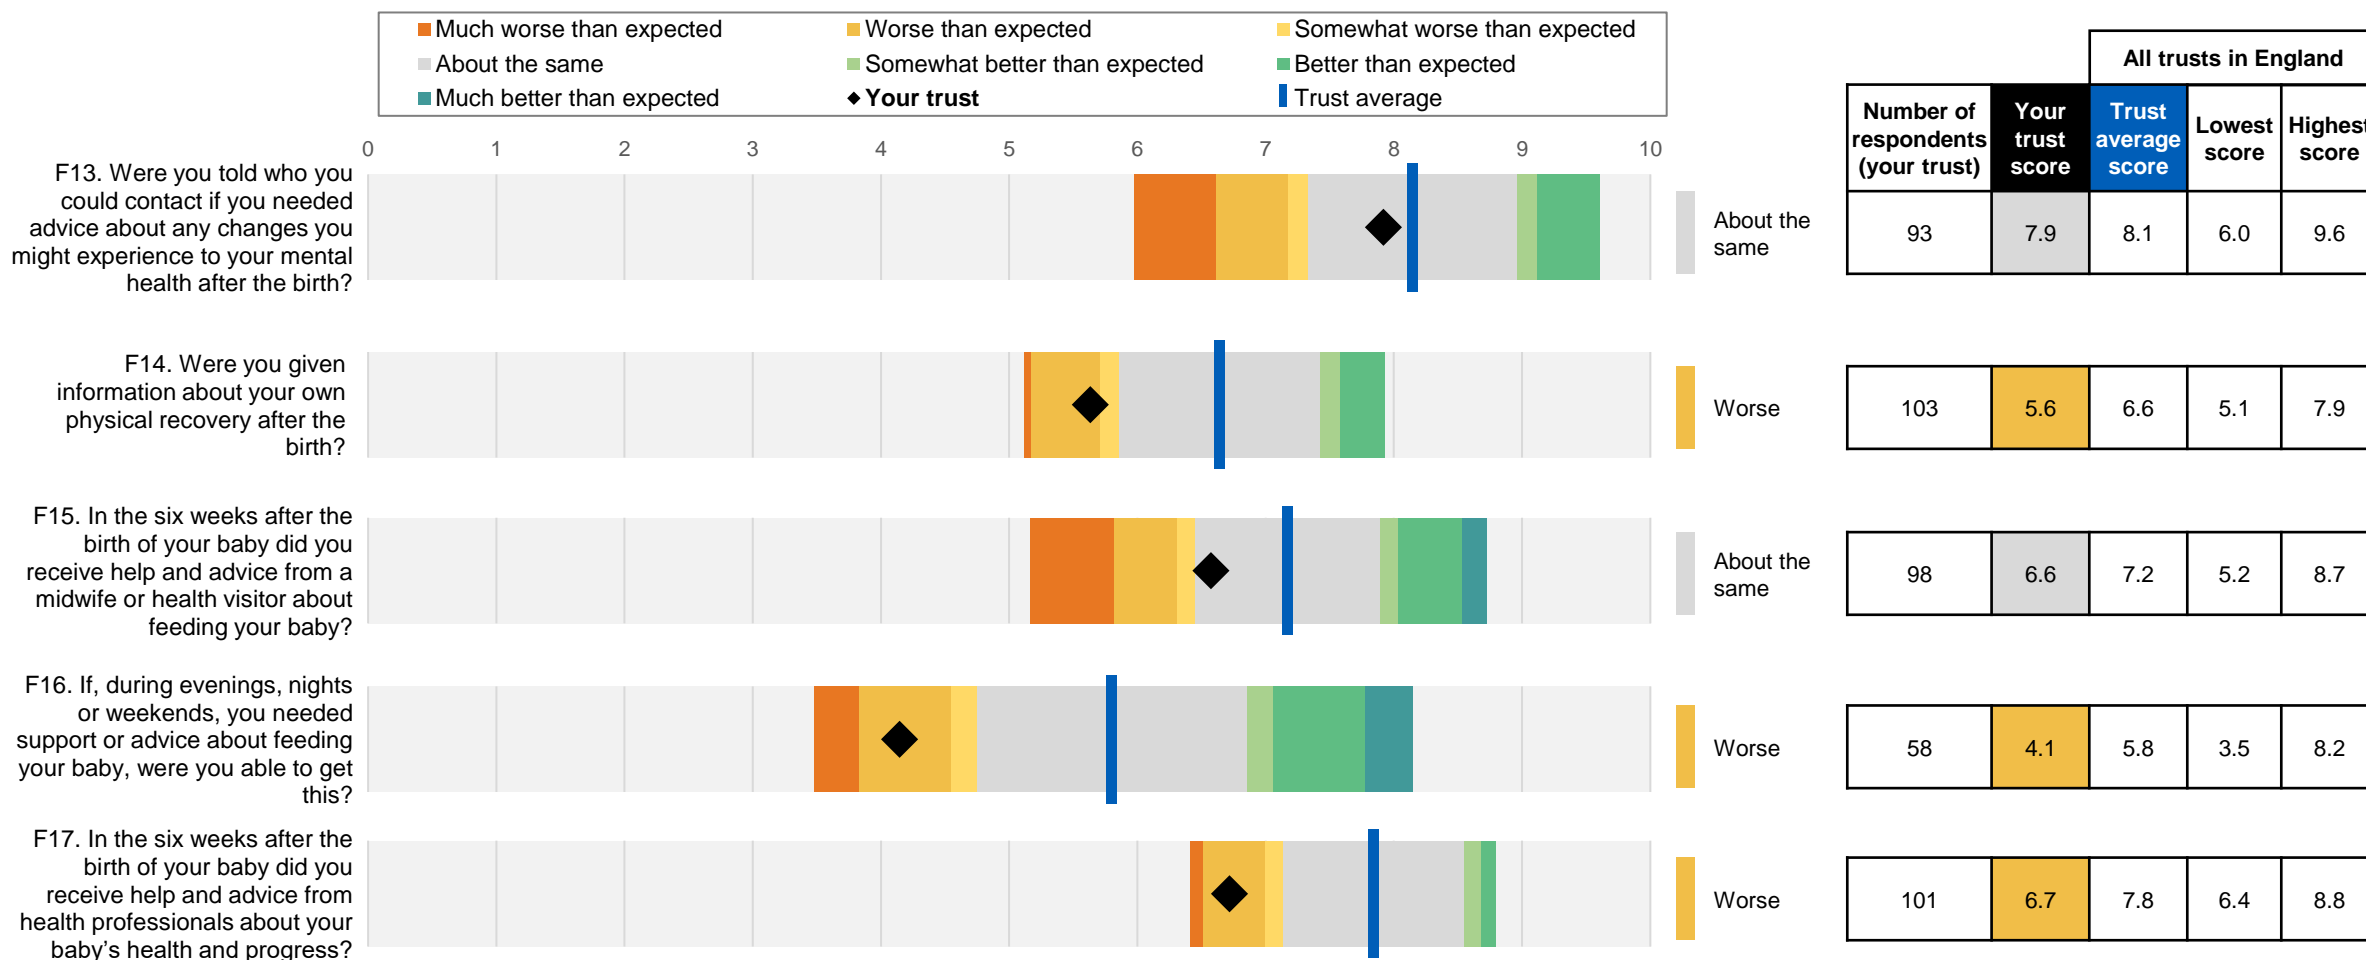 Much worse than expected
Worse than expected
Somewhat worse than expected
About the same
Somewhat better than expected
Better than expected
Much better than expected
Your trust
Trust average
All trusts in England
Number of respondents (your trust)
Your trust score
Trust average score
Lowest score
Highest score
0 1 2 3 4 5 6 7 8 9 10
F13. Were you told who you
could contact if you needed
advice about any changes you
might experience to your mental
health after the birth?
About the
same
93 7.9 8.1 6.0 9.6
F14. Were you given
information about your own
physical recovery after the
birth?
Worse
103 5.6 6.6 5.1 7.9
F15. In the six weeks after the
birth of your baby did you
receive help and advice from a
midwife or health visitor about
feeding your baby?
About the
same
98 6.6 7.2 5.2 8.7
F16. If, during evenings, nights
or weekends, you needed
support or advice about feeding
your baby, were you able to get
this?
Worse
58 4.1 5.8 3.5 8.2
F17. In the six weeks after the
birth of your baby did you
receive help and advice from
health professionals about your
baby's health and progress?
Worse
101 6.7 7.8 6.4 8.8